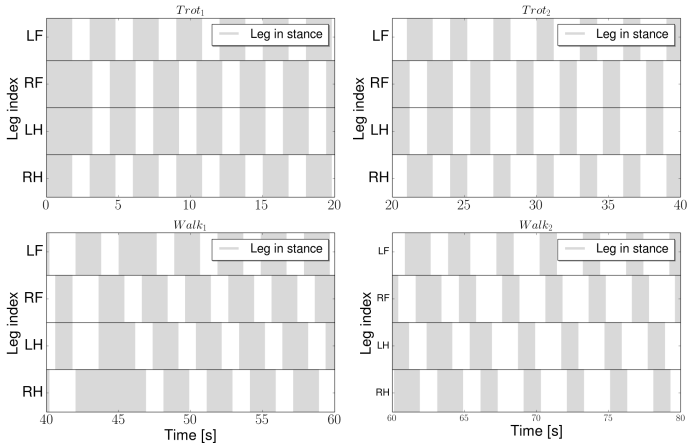 Trot₁
Leg index
LF
RF
LH
RH
Leg in stance
0 5 10 15 20
Trot₂
LF
RF
LH
RH
Leg in stance
20 25 30 35 40
Walk₁
Leg index
LF
RF
LH
RH
Leg in stance
40 45 50 55 60
Time [s]
Walk₂
Leg index
LF
RF
LH
RH
Leg in stance
60 65 70 75 80
Time [s]